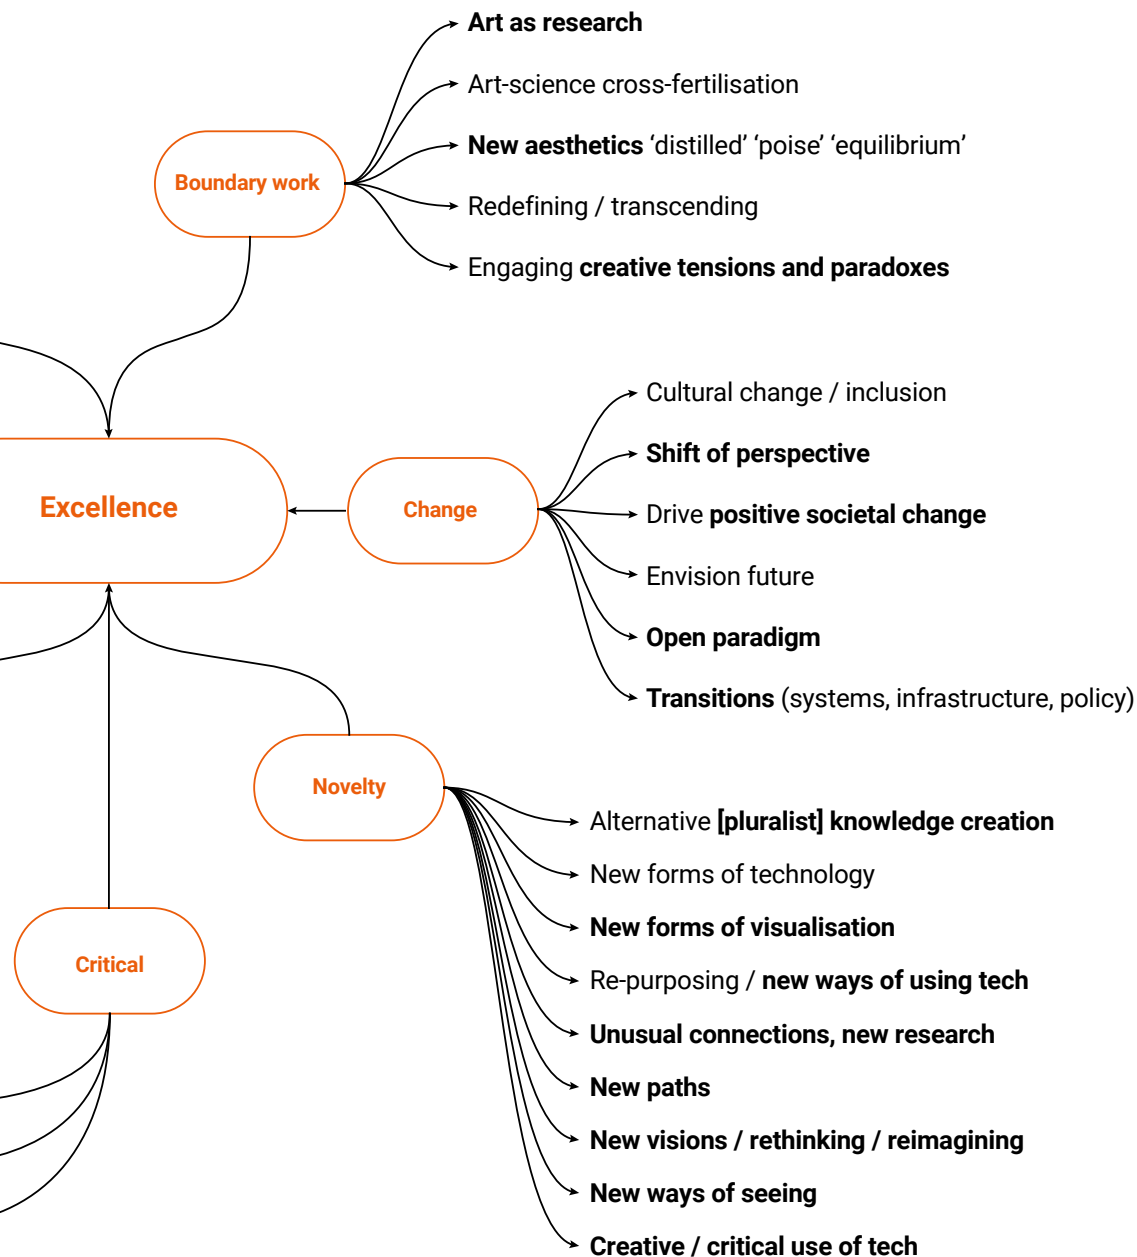 Art as research
Art-science cross-fertilisation
New aesthetics ‘distilled’ ‘poise’ ‘equilibrium’
Redefining / transcending
Engaging creative tensions and paradoxes
Boundary work
Cultural change / inclusion
Shift of perspective
Drive positive societal change
Envision future
Open paradigm
Transitions (systems, infrastructure, policy)
Excellence
Change
Novelty
Alternative [pluralist] knowledge creation
New forms of technology
New forms of visualisation
Re-purposing / new ways of using tech
Unusual connections, new research
New paths
New visions / rethinking / reimagining
New ways of seeing
Creative / critical use of tech
Critical